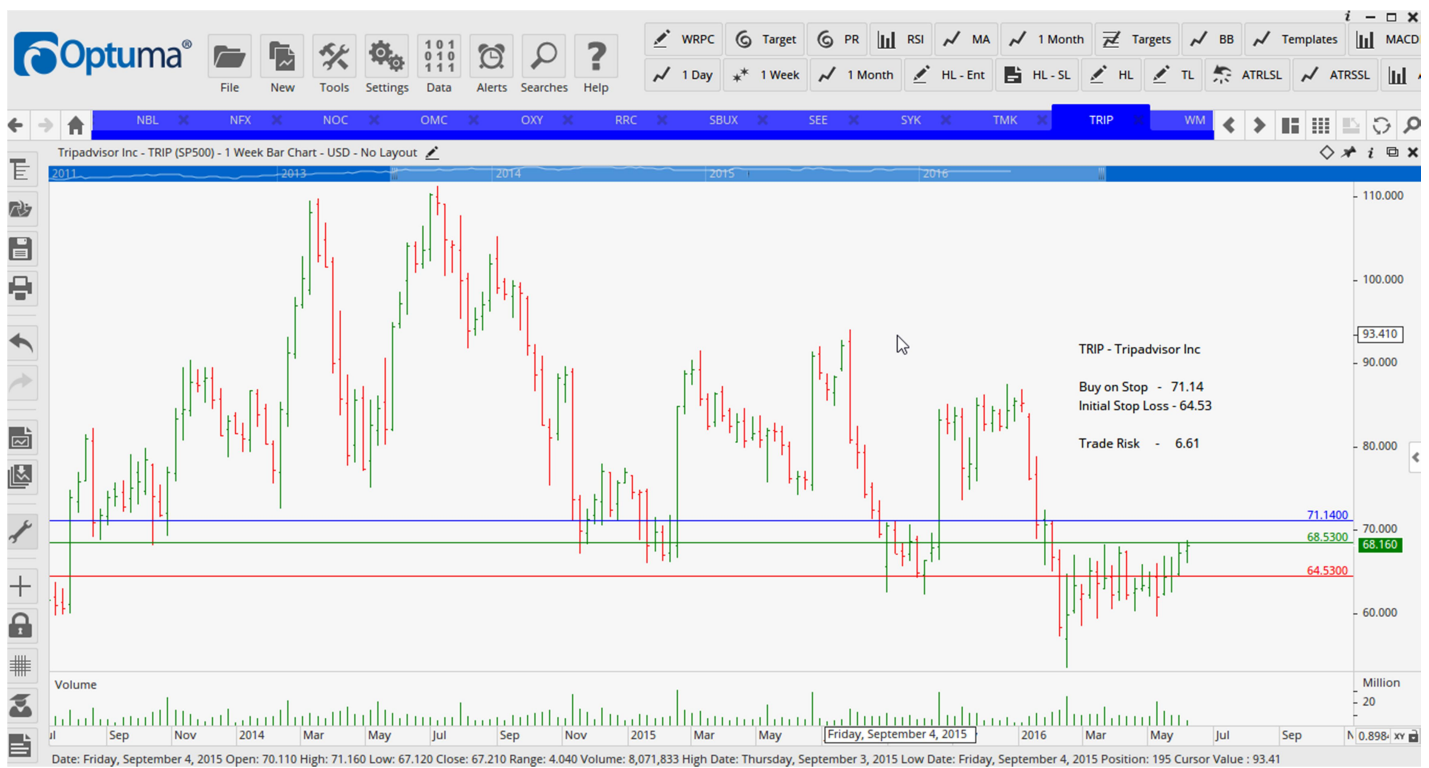 Optuma®
File New Tools Settings Data Alerts Searches Help
WRPC Target PR RSI MA 1 Month Targets BB Templates MACD
1 Day 1 Week 1 Month HL - Ent HL - SL HL TL ATRLSL ATRSSL
NBL NFX NOC OMC OXY RRC SBUX SEE SYK TMK TRIP WM
Tripadvisor Inc - TRIP (SP500) - 1 Week Bar Chart - USD - No Layout
2011 2013 2014 2015 2016
110.000
100.000
93.410
TRIP - Tripadvisor Inc
90.000
Buy on Stop - 71.14
Initial Stop Loss - 64.53
Trade Risk - 6.61
80.000
71.1400
70.000
68.5300
68.160
64.5300
60.000
Volume
Million
20
Sep Nov 2014 Mar May Jul Sep Nov 2015 Mar May Friday, September 4, 2015 2016 Mar May Jul Sep N 0.898 XY
Date: Friday, September 4, 2015 Open: 70.110 High: 71.160 Low: 67.120 Close: 67.210 Range: 4.040 Volume: 8,071,833 High Date: Thursday, September 3, 2015 Low Date: Friday, September 4, 2015 Position: 195 Cursor Value : 93.41